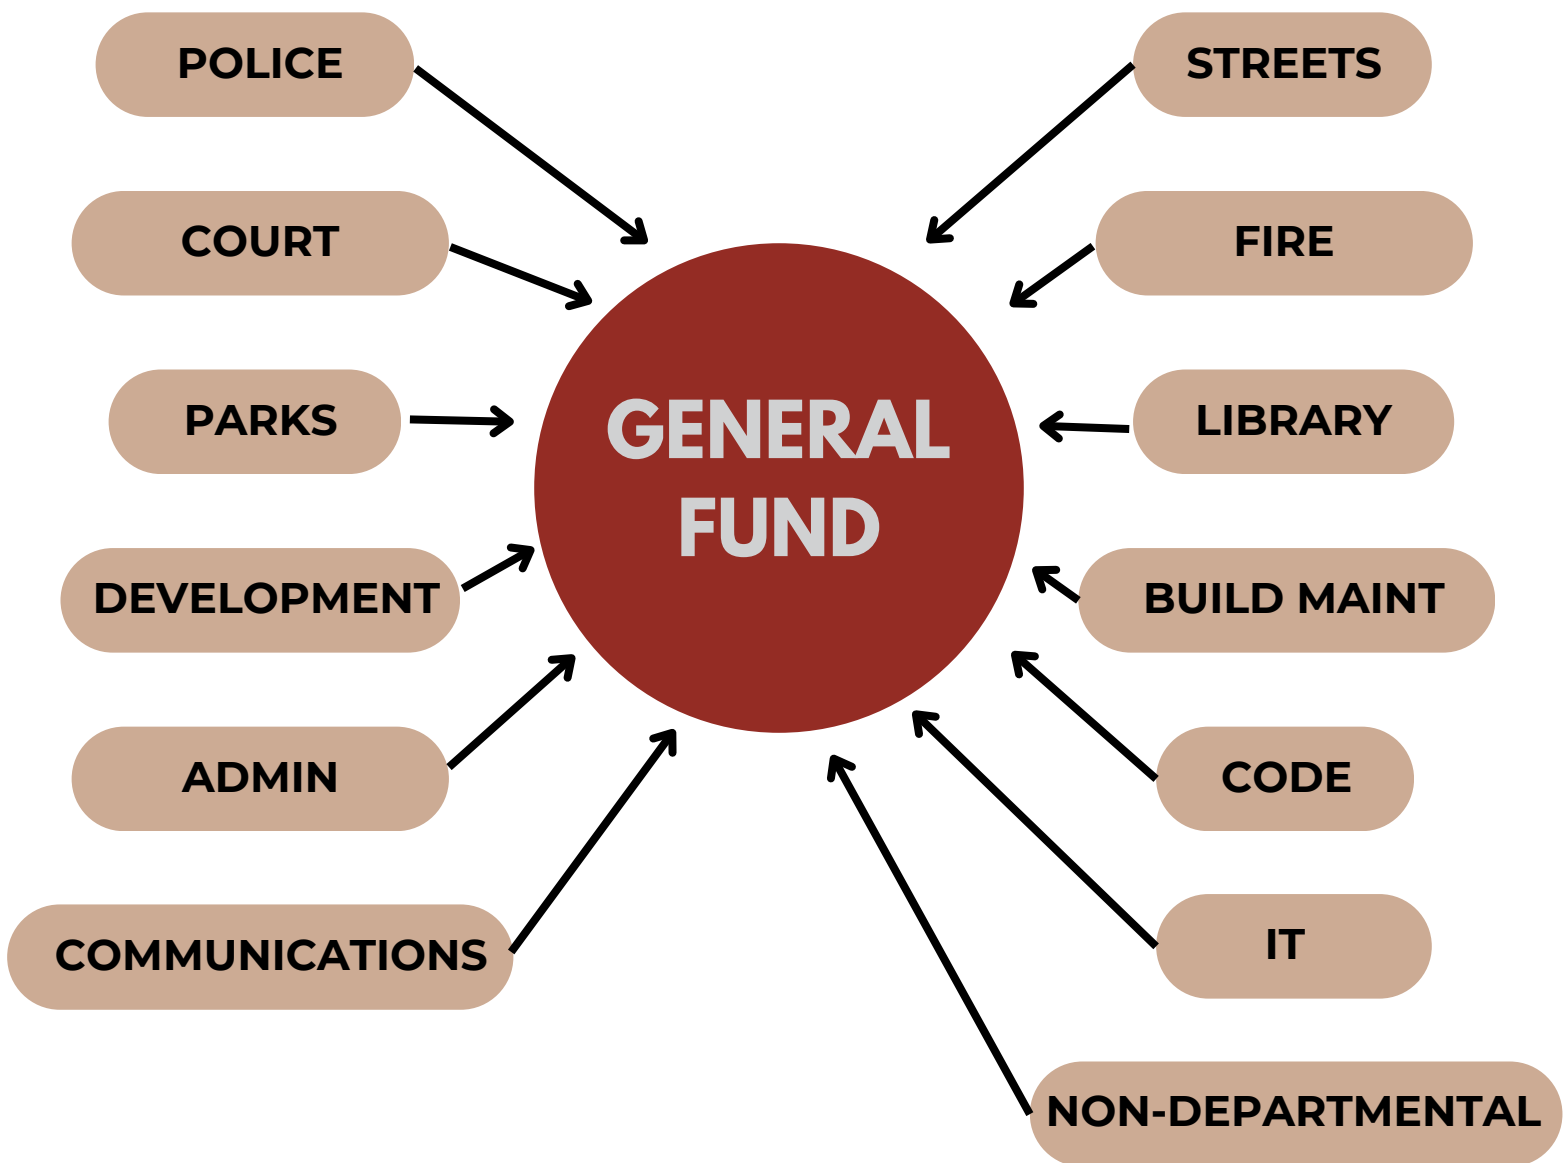 POLICE
STREETS
COURT
FIRE
PARKS
LIBRARY
GENERAL
FUND
DEVELOPMENT
BUILD MAINT
ADMIN
CODE
COMMUNICATIONS
IT
NON-DEPARTMENTAL